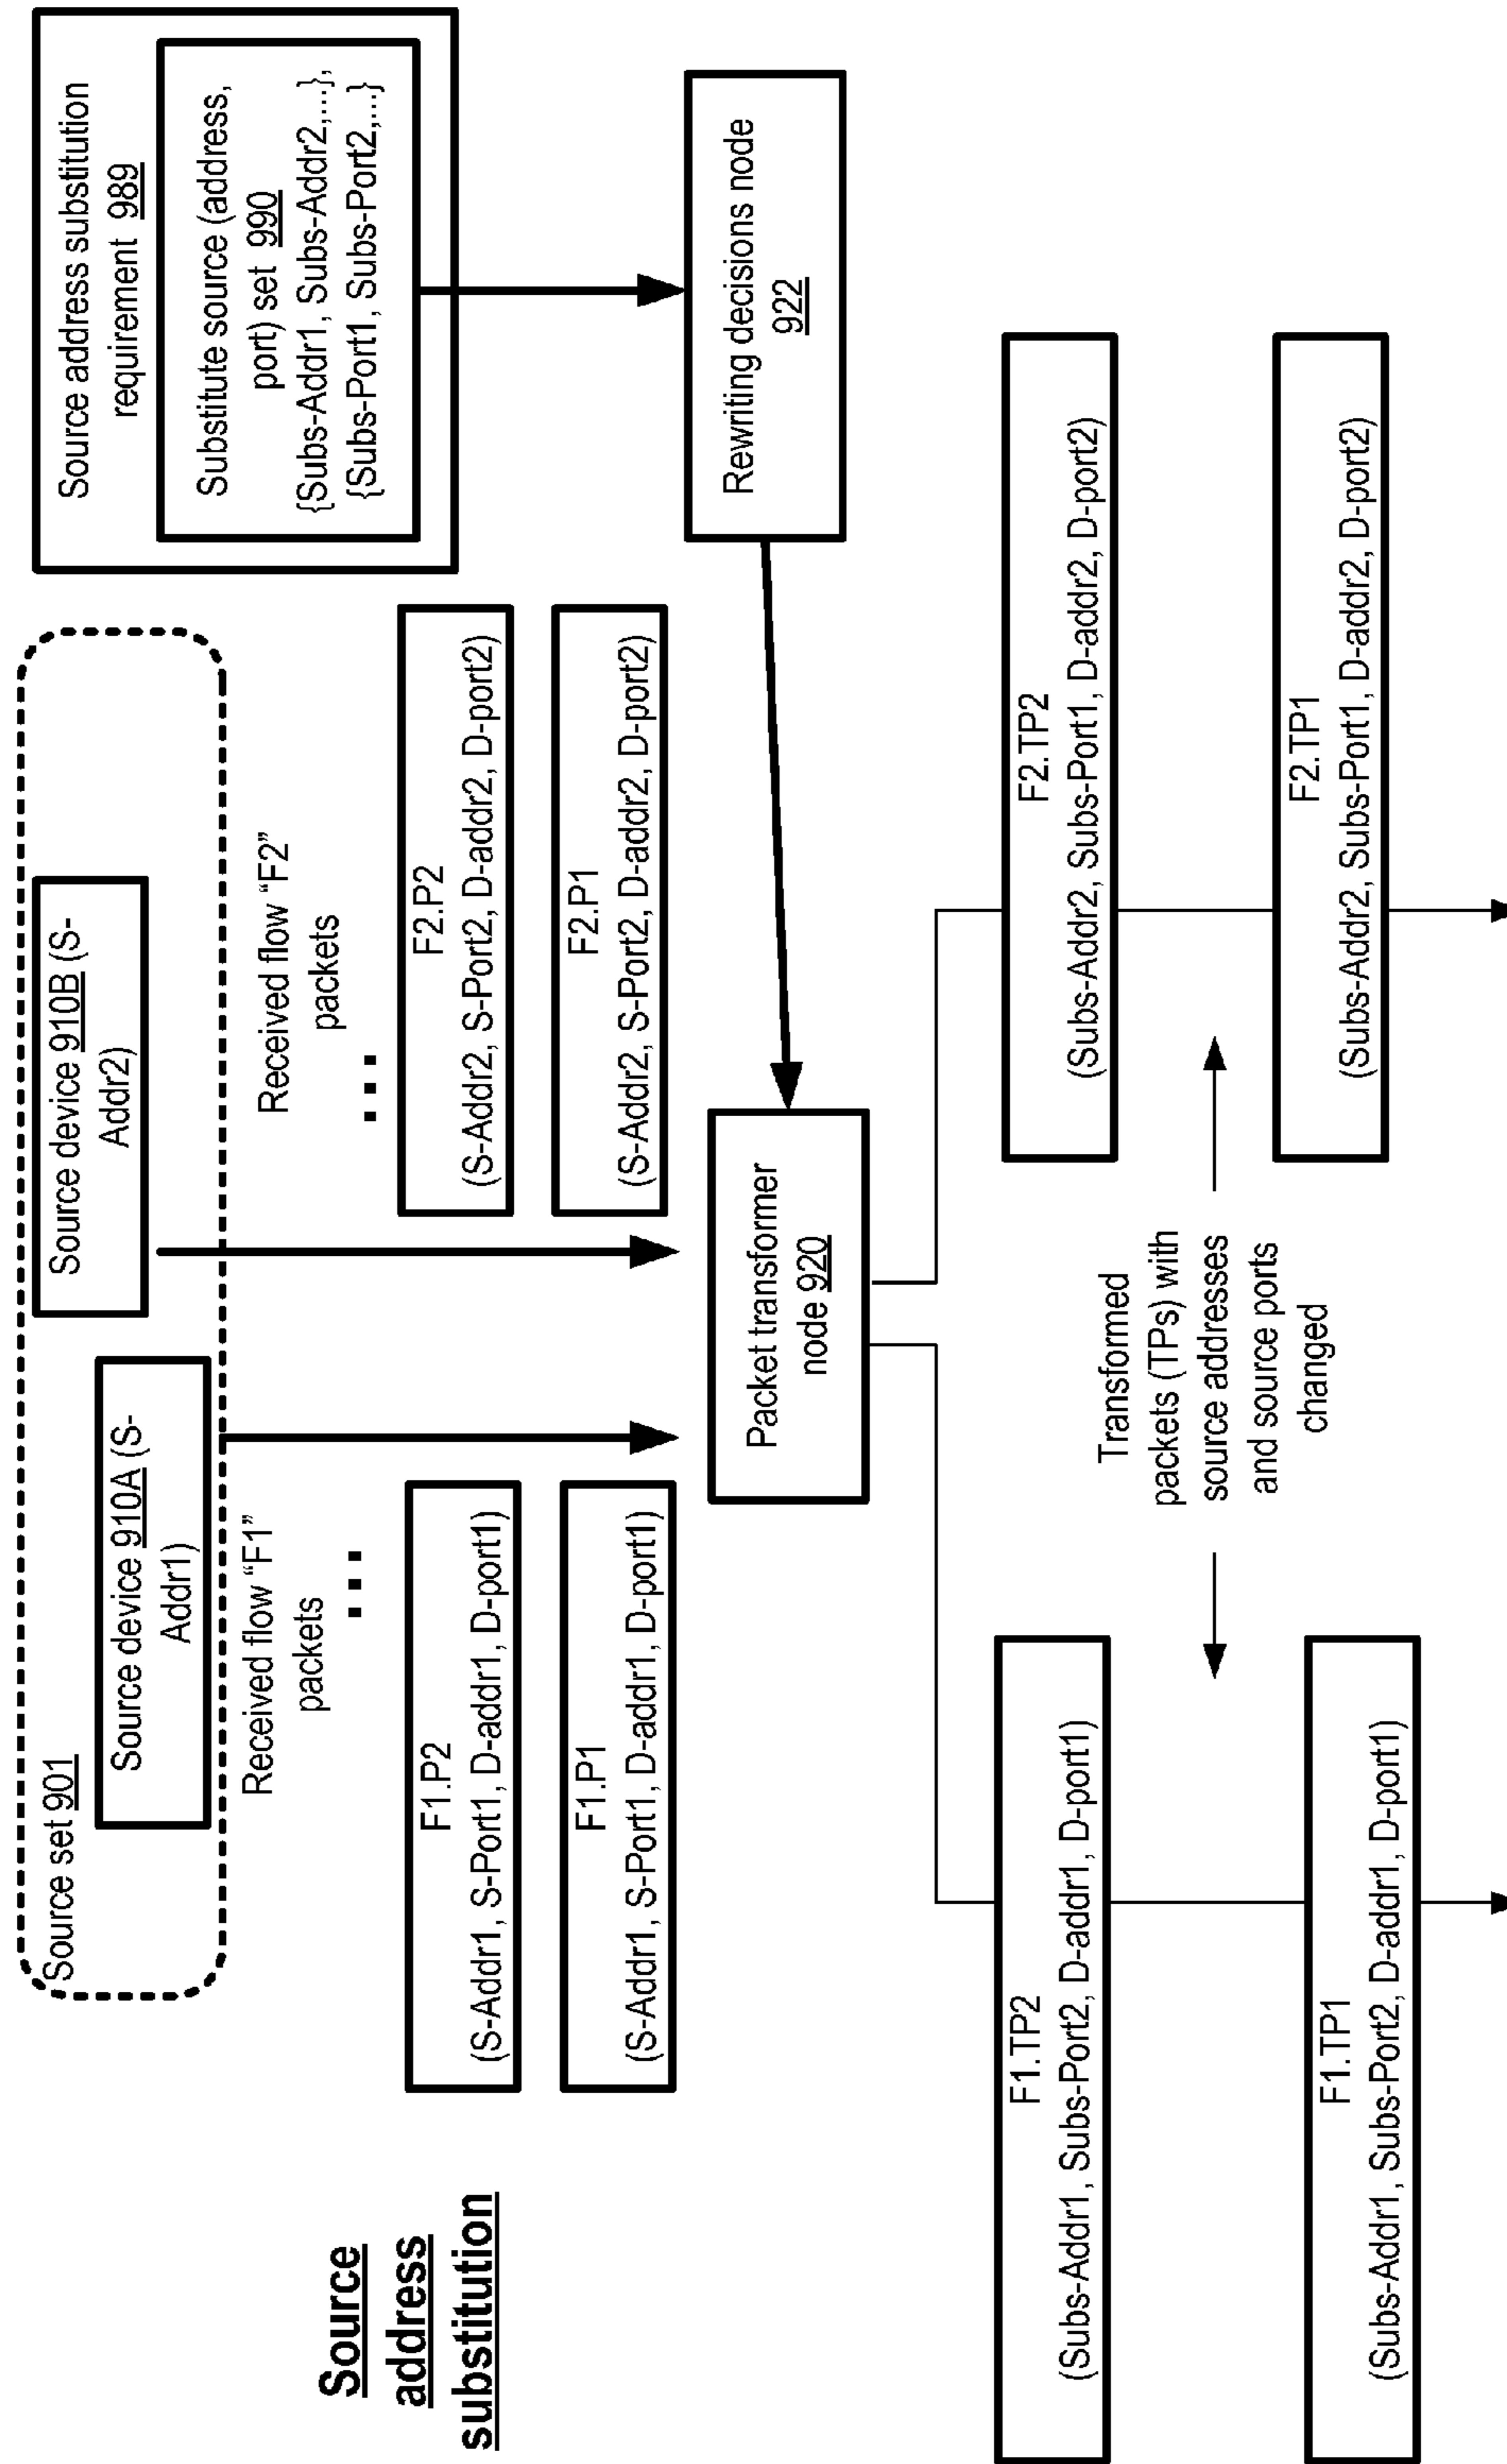 Source
address
substitution
Source set 901
Source device 910A (S-
Addr1)
Source device 910B (S-
Addr2)
Source address substitution
requirement 989
Substitute source (address,
port) set 990
{Subs-Addr1, Subs-Addr2,...},
{Subs-Port1, Subs-Port2,...}
Received flow “F1”
packets
...
Received flow “F2”
packets
...
F1.P2
(S-Addr1, S-Port1, D-addr1, D-port1)
F1.P1
(S-Addr1, S-Port1, D-addr1, D-port1)
F2.P2
(S-Addr2, S-Port2, D-addr2, D-port2)
F2.P1
(S-Addr2, S-Port2, D-addr2, D-port2)
Rewriting decisions node
922
Packet transformer
node 920
F1.TP2
(Subs-Addr1, Subs-Port2, D-addr1, D-port1)
F1.TP1
(Subs-Addr1, Subs-Port2, D-addr1, D-port1)
Transformed
packets (TPs) with
source addresses
and source ports
changed
F2.TP2
(Subs-Addr2, Subs-Port1, D-addr2, D-port2)
F2.TP1
(Subs-Addr2, Subs-Port1, D-addr2, D-port2)